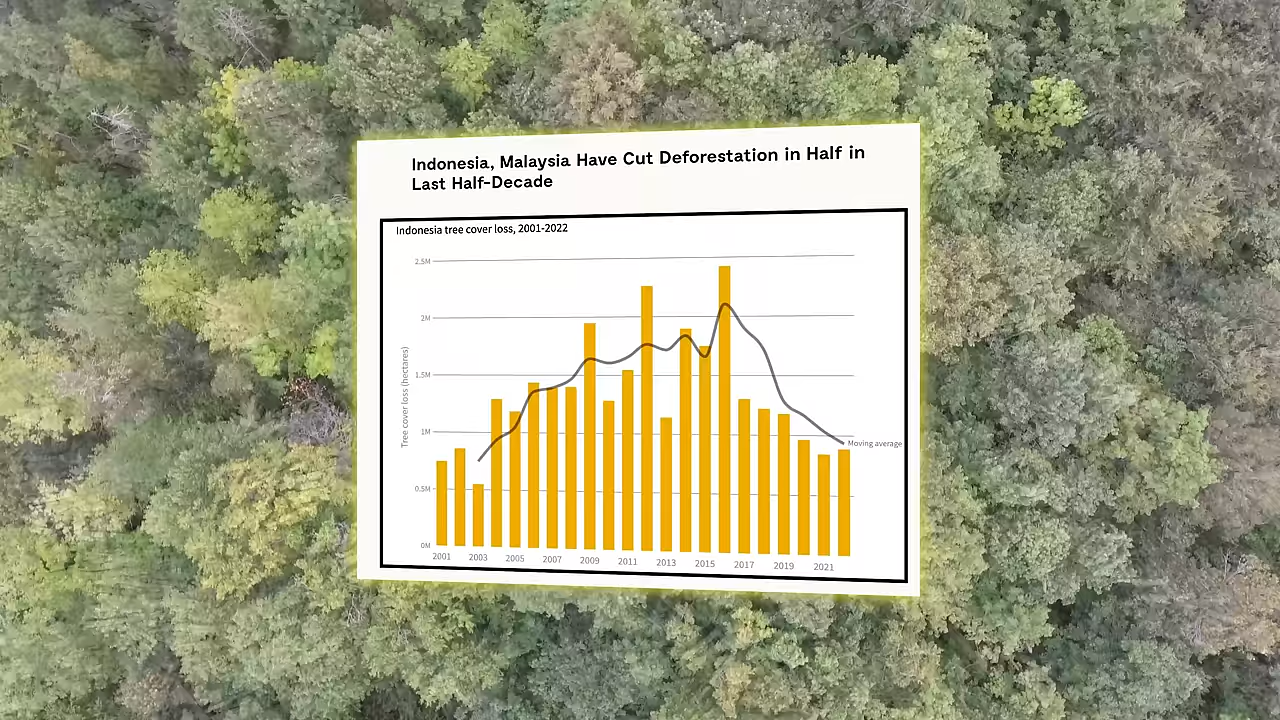 Indonesia, Malaysia Have Cut Deforestation in Half in
Last Half-Decade
Indonesia tree cover loss, 2001-2022
2.5M
2M
1.5M
1M
0.5M
0M
Tree cover loss (hectares)
Moving average
2001 2003 2005 2007 2009 2011 2013 2015 2017 2019 2021